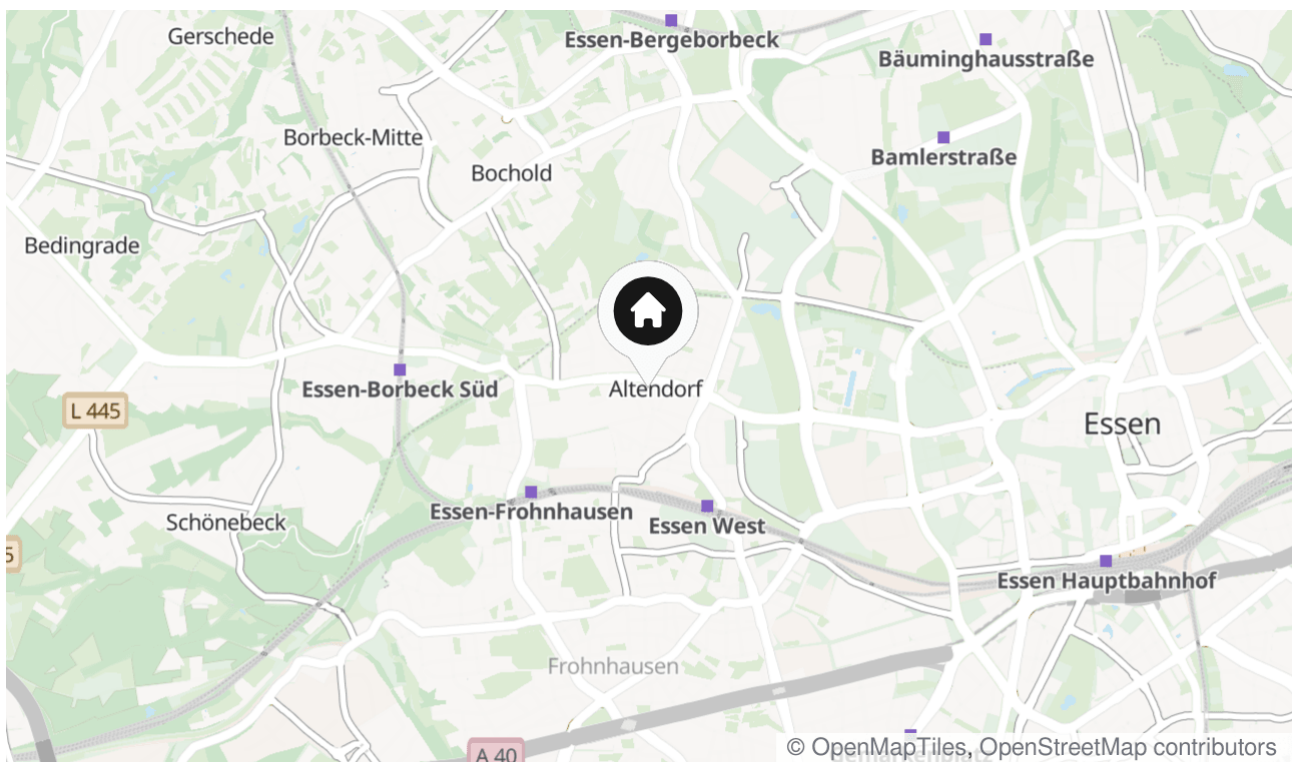 Gerschede
Essen-Bergeborbeck
Bäuminghausstraße
Borbeck-Mitte
Bochold
Bamlerstraße
Bedingrade
Essen-Borbeck Süd
Altendorf
L 445
Essen
Schönebeck
Essen-Frohnhausen
Essen West
5
Essen Hauptbahnhof
Frohnhausen
A 40
© OpenMapTiles, OpenStreetMap contributors